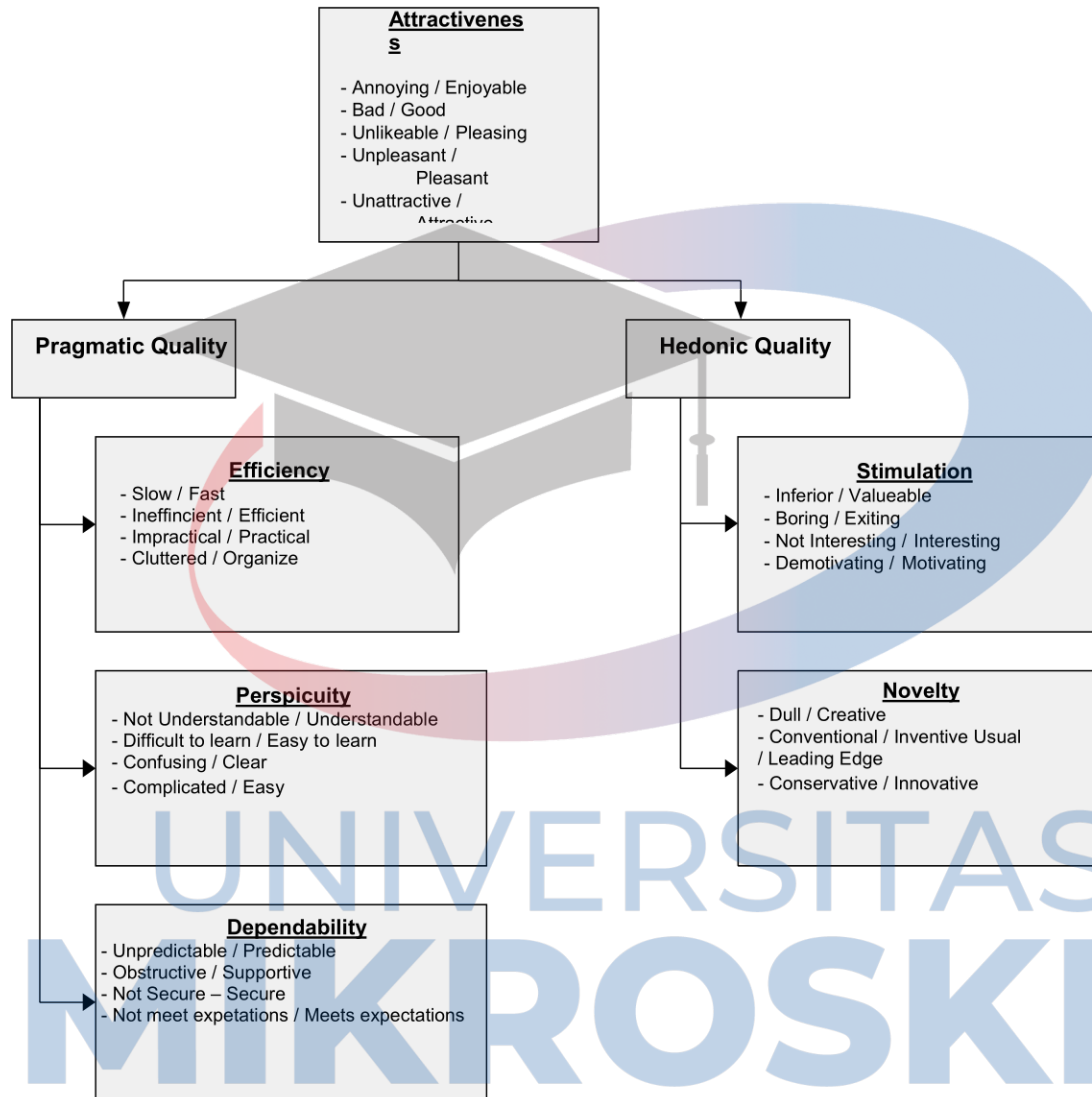 Attractivenes
s
- Annoying / Enjoyable
- Bad / Good
- Unlikeable / Pleasing
- Unpleasant /
Pleasant
- Unattractive /
Attractive
Pragmatic Quality
Hedonic Quality
Efficiency
- Slow / Fast
- Ineffincient / Efficient
- Impractical / Practical
- Cluttered / Organize
Stimulation
- Inferior / Valueable
- Boring / Exiting
- Not Interesting / Interesting
- Demotivating / Motivating
Perspicuity
- Not Understandable / Understandable
- Difficult to learn / Easy to learn
- Confusing / Clear
- Complicated / Easy
Novelty
- Dull / Creative
- Conventional / Inventive Usual
/ Leading Edge
- Conservative / Innovative
Dependability
- Unpredictable / Predictable
- Obstructive / Supportive
- Not Secure – Secure
- Not meet expetations / Meets expectations
UNIVERSITAS
MIKROSKI